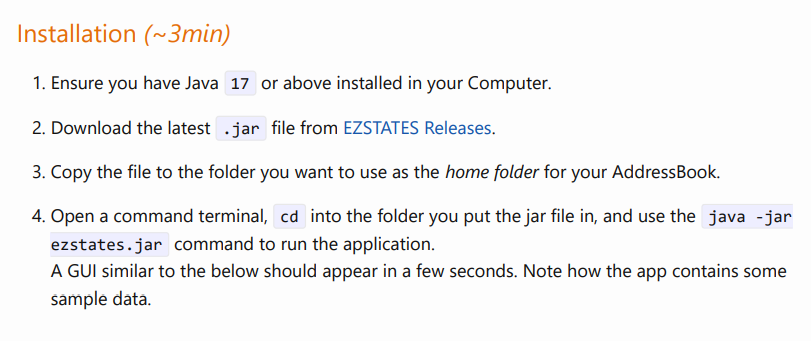 Installation (~3min)
1. Ensure you have Java 17 or above installed in your Computer.
2. Download the latest .jar file from EZSTATES Releases.
3. Copy the file to the folder you want to use as the home folder for your AddressBook.
4. Open a command terminal, cd into the folder you put the jar file in, and use the java -jar
ezstates.jar command to run the application.
A GUI similar to the below should appear in a few seconds. Note how the app contains some
sample data.